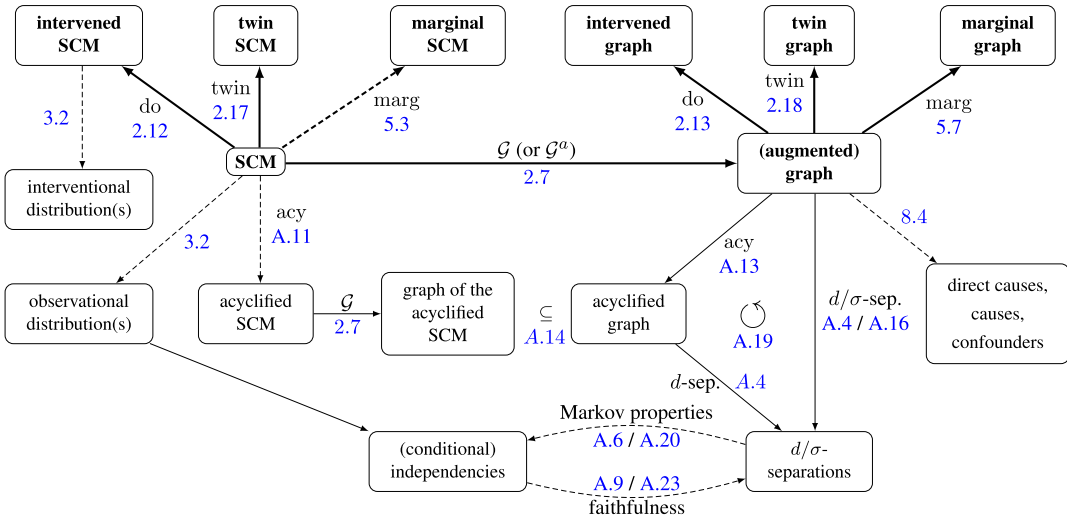 intervened
SCM
twin
SCM
marginal
SCM
intervened
graph
twin
graph
marginal
graph
3.2
do
2.12
twin
2.17
marg
5.3
do
2.13
twin
2.18
marg
5.7
SCM
𝒢 (or 𝒢ᵃ)
2.7
(augmented)
graph
interventional
distribution(s)
3.2
acy
A.11
acy
A.13
8.4
observational
distribution(s)
acyclified
SCM
𝒢
2.7
graph of the
acyclified
SCM
⊆
A.14
acyclified
graph
A.19
d/σ-sep.
A.4 / A.16
direct causes,
causes,
confounders
d-sep. A.4
Markov properties
A.6 / A.20
(conditional)
independencies
d/σ-
separations
A.9 / A.23
faithfulness